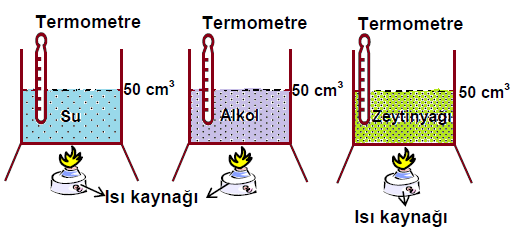 Termometre
Termometre
Termometre
50 cm³
50 cm³
50 cm³
Su
Alkol
Zeytinyağı
Isı kaynağı
Isı kaynağı